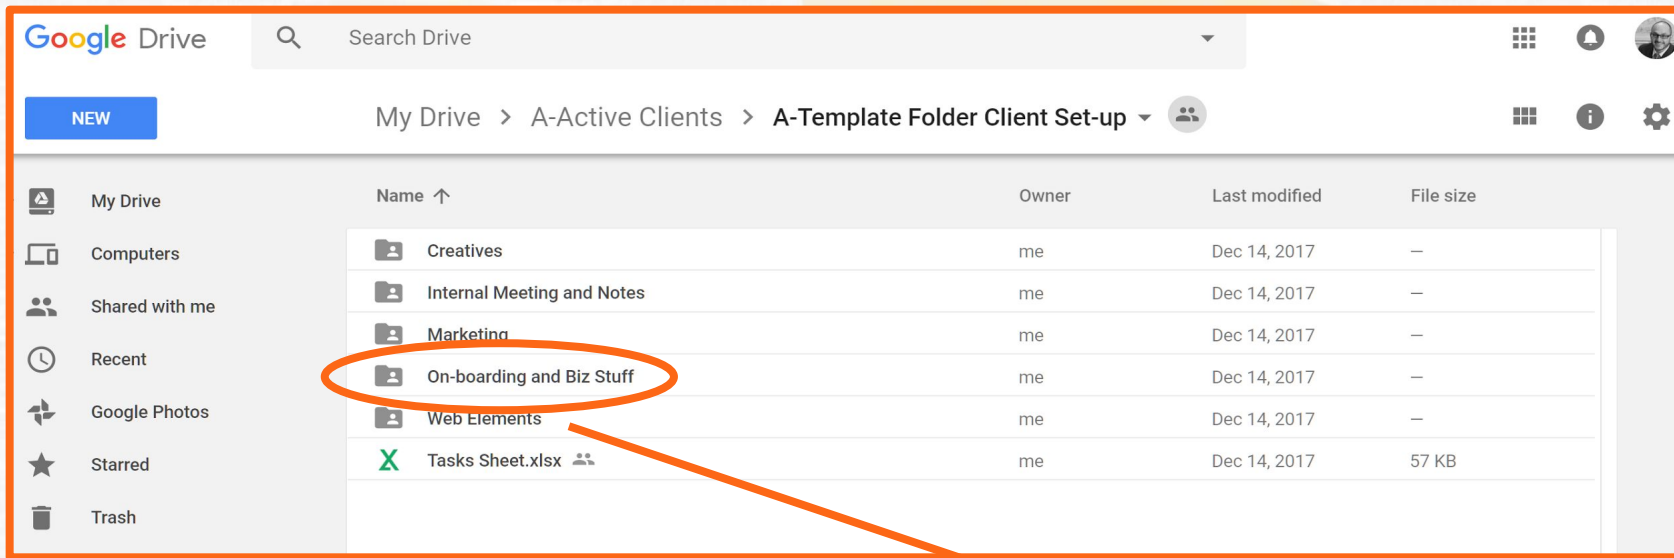 Google Drive Search Drive
NEW My Drive > A-Active Clients > A-Template Folder Client Set-up
My Drive
Computers
Shared with me
Recent
Google Photos
Starred
Trash
Name Owner Last modified File size
Creatives me Dec 14, 2017 —
Internal Meeting and Notes me Dec 14, 2017 —
Marketing me Dec 14, 2017 —
On-boarding and Biz Stuff me Dec 14, 2017 —
Web Elements me Dec 14, 2017 —
Tasks Sheet.xlsx me Dec 14, 2017 57 KB